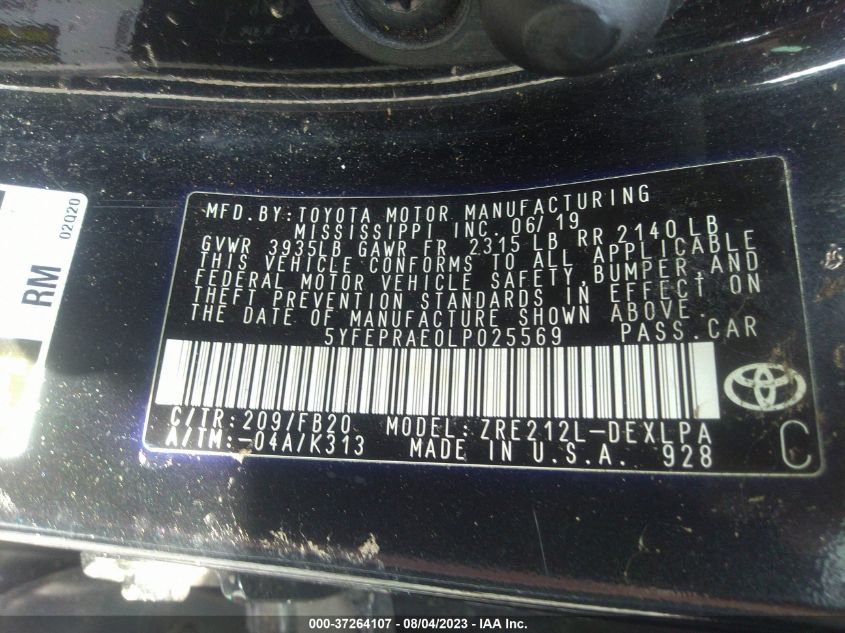 MFD.BY:TOYOTA MOTOR MANUFACTURING
MISSISSIPPI INC. 06/19
GVWR 3935LB GAWR FR 2315 LB RR 2140 LB
THIS VEHICLE CONFORMS TO ALL APPLICABLE
FEDERAL MOTOR VEHICLE SAFETY,BUMPER,AND
THEFT PREVENTION STANDARDS IN EFFECT ON
THE DATE OF MANUFACTURE SHOWN ABOVE.
5YFEPRAE0LP025569 PASS.CAR
C/TR:209/FB20 MODEL:ZRE212L-DEXLPA
A/TM:-04A/K313 MADE IN U.S.A. 928
C
RM
02Q20
000-37264107 - 08/04/2023 - IAA Inc.